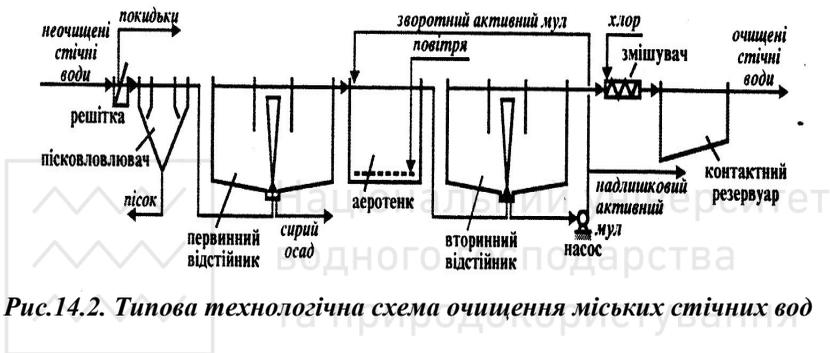 покидьки
зворотний активний мул
хлор
неочищені
стічні
води
повітря
змішувач
очищені
стічні
води
решітка
пісковловлювач
пісок
первинний
відстійник
сирий
осад
аеротенк
вторинний
відстійник
насос
надлишковий
активний
мул
контактний
резервуар
Національний університет
водного господарства
та природокористування
Рис.14.2. Типова технологічна схема очищення міських стічних вод